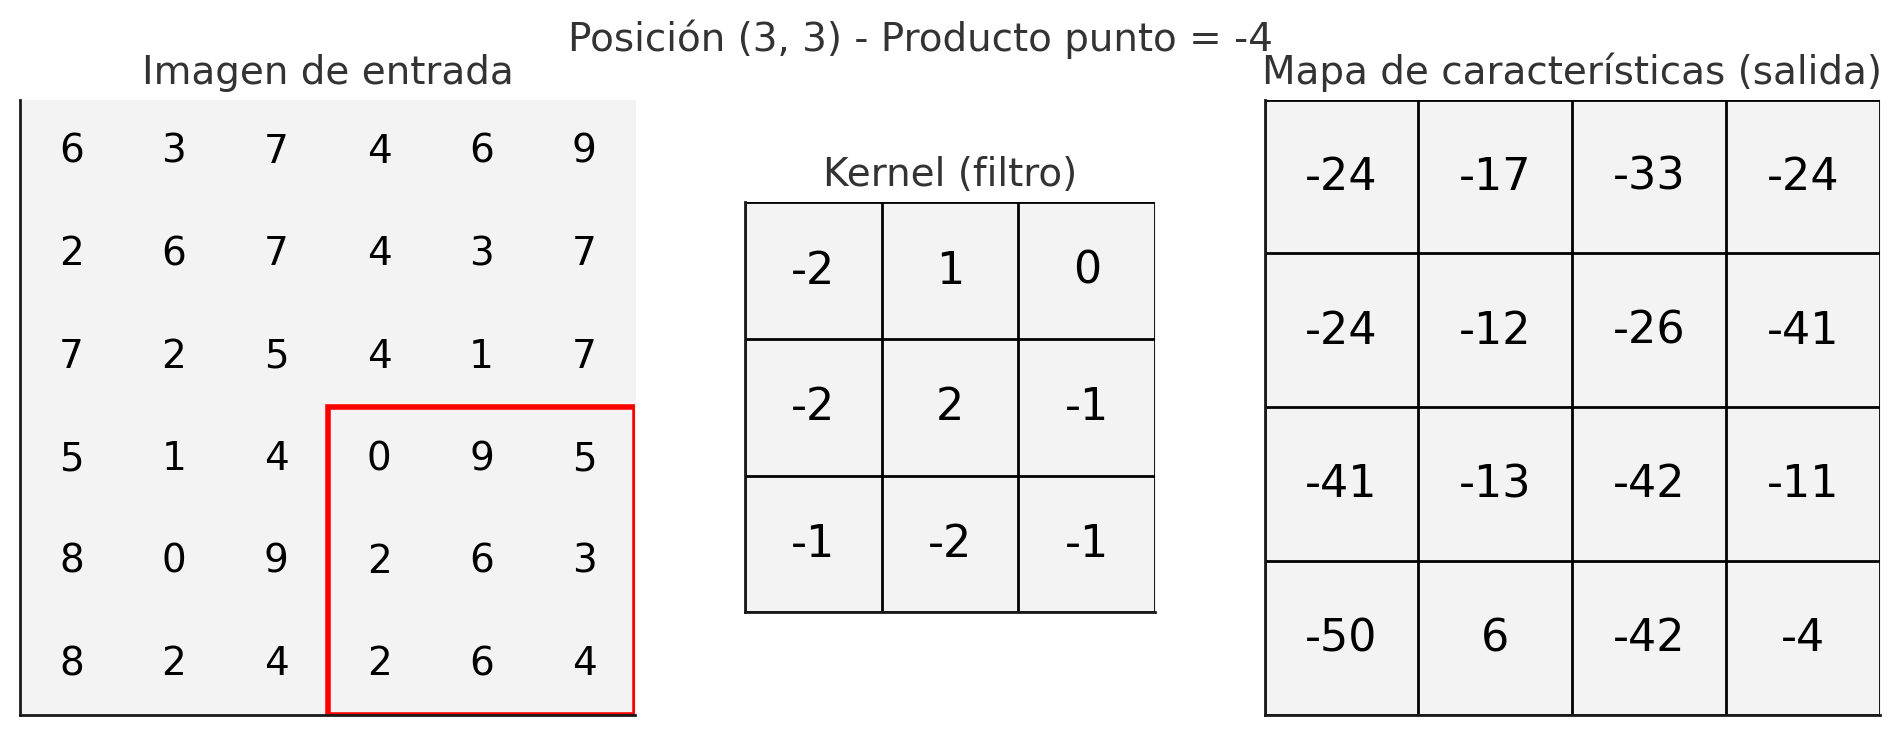 Posición (3, 3) - Producto punto = -4
Imagen de entrada
6 3 7 4 6 9
2 6 7 4 3 7
7 2 5 4 1 7
5 1 4 0 9 5
8 0 9 2 6 3
8 2 4 2 6 4
Kernel (filtro)
-2 1 0
-2 2 -1
-1 -2 -1
Mapa de características (salida)
-24 -17 -33 -24
-24 -12 -26 -41
-41 -13 -42 -11
-50 6 -42 -4